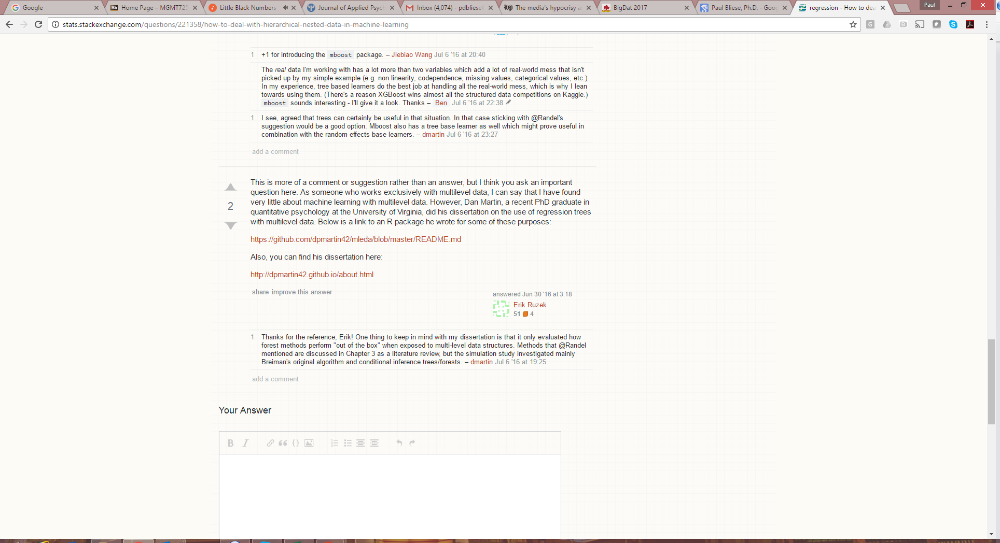 Google
Home Page – MGMT725
Little Black Numbers
Journal of Applied Psych
Inbox (4,074) - pdbliese
The media's hypocrisy a
BigDat 2017
Paul Bliese, Ph.D. - Goog
regression - How to dea
Paul
stats.stackexchange.com/questions/221358/how-to-deal-with-hierarchical-nested-data-in-machine-learning
1 +1 for introducing the mboost package. – Jiebiao Wang Jul 6 '16 at 20:40
The real data I'm working with has a lot more than two variables which add a lot of real-world mess that isn't
picked up by my simple example (e.g. non linearity, codependence, missing values, categorical values, etc.).
In my experience, tree based learners do the best job at handling all the real-world mess, which is why I lean
towards using them. (There's a reason XGBoost wins almost all the structured data competitions on Kaggle.)
mboost sounds interesting - I'll give it a look. Thanks – Ben Jul 6 '16 at 22:38
1 I see, agreed that trees can certainly be useful in that situation. In that case sticking with @Randel's
suggestion would be a good option. Mboost also has a tree base learner as well which might prove useful in
combination with the random effects base learners. – dmartin Jul 6 '16 at 23:27
add a comment
This is more of a comment or suggestion rather than an answer, but I think you ask an important
question here. As someone who works exclusively with multilevel data, I can say that I have found
very little about machine learning with multilevel data. However, Dan Martin, a recent PhD graduate in
2
quantitative psychology at the University of Virginia, did his dissertation on the use of regression trees
with multilevel data. Below is a link to an R package he wrote for some of these purposes:
https://github.com/dpmartin42/mleda/blob/master/README.md
Also, you can find his dissertation here:
http://dpmartin42.github.io/about.html
share improve this answer
answered Jun 30 '16 at 3:18
Erik Ruzek
51 4
1 Thanks for the reference, Erik! One thing to keep in mind with my dissertation is that it only evaluated how
forest methods perform "out of the box" when exposed to multi-level data structures. Methods that @Randel
mentioned are discussed in Chapter 3 as a literature review, but the simulation study investigated mainly
Breiman's original algorithm and conditional inference trees/forests. – dmartin Jul 6 '16 at 19:25
add a comment
Your Answer
B I